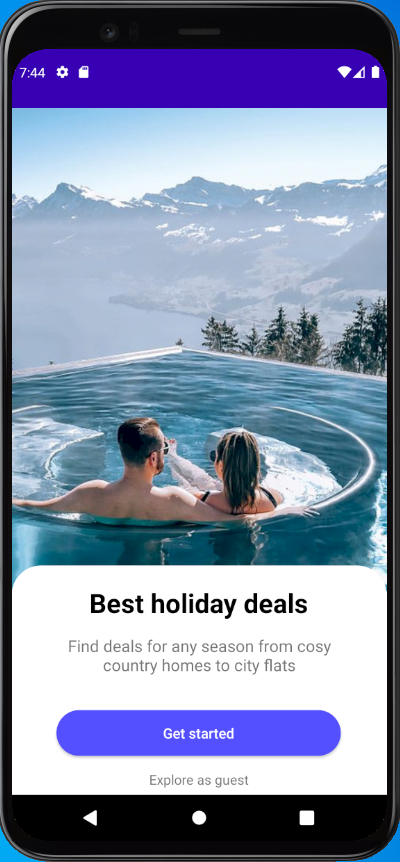 7:44
Best holiday deals
Find deals for any season from cosy
country homes to city flats
Get started
Explore as guest